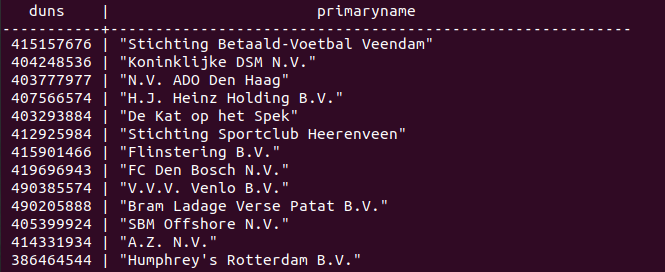 duns | primaryname
-----------+---------------------------------------------------------------
415157676 | "Stichting Betaald-Voetbal Veendam"
404248536 | "Koninklijke DSM N.V."
403777977 | "N.V. ADO Den Haag"
407566574 | "H.J. Heinz Holding B.V."
403293884 | "De Kat op het Spek"
412925984 | "Stichting Sportclub Heerenveen"
415901466 | "Flinstering B.V."
419696943 | "FC Den Bosch N.V."
490385574 | "V.V.V. Venlo B.V."
490205888 | "Bram Ladage Verse Patat B.V."
405399924 | "SBM Offshore N.V."
414331934 | "A.Z. N.V."
386464544 | "Humphrey's Rotterdam B.V."